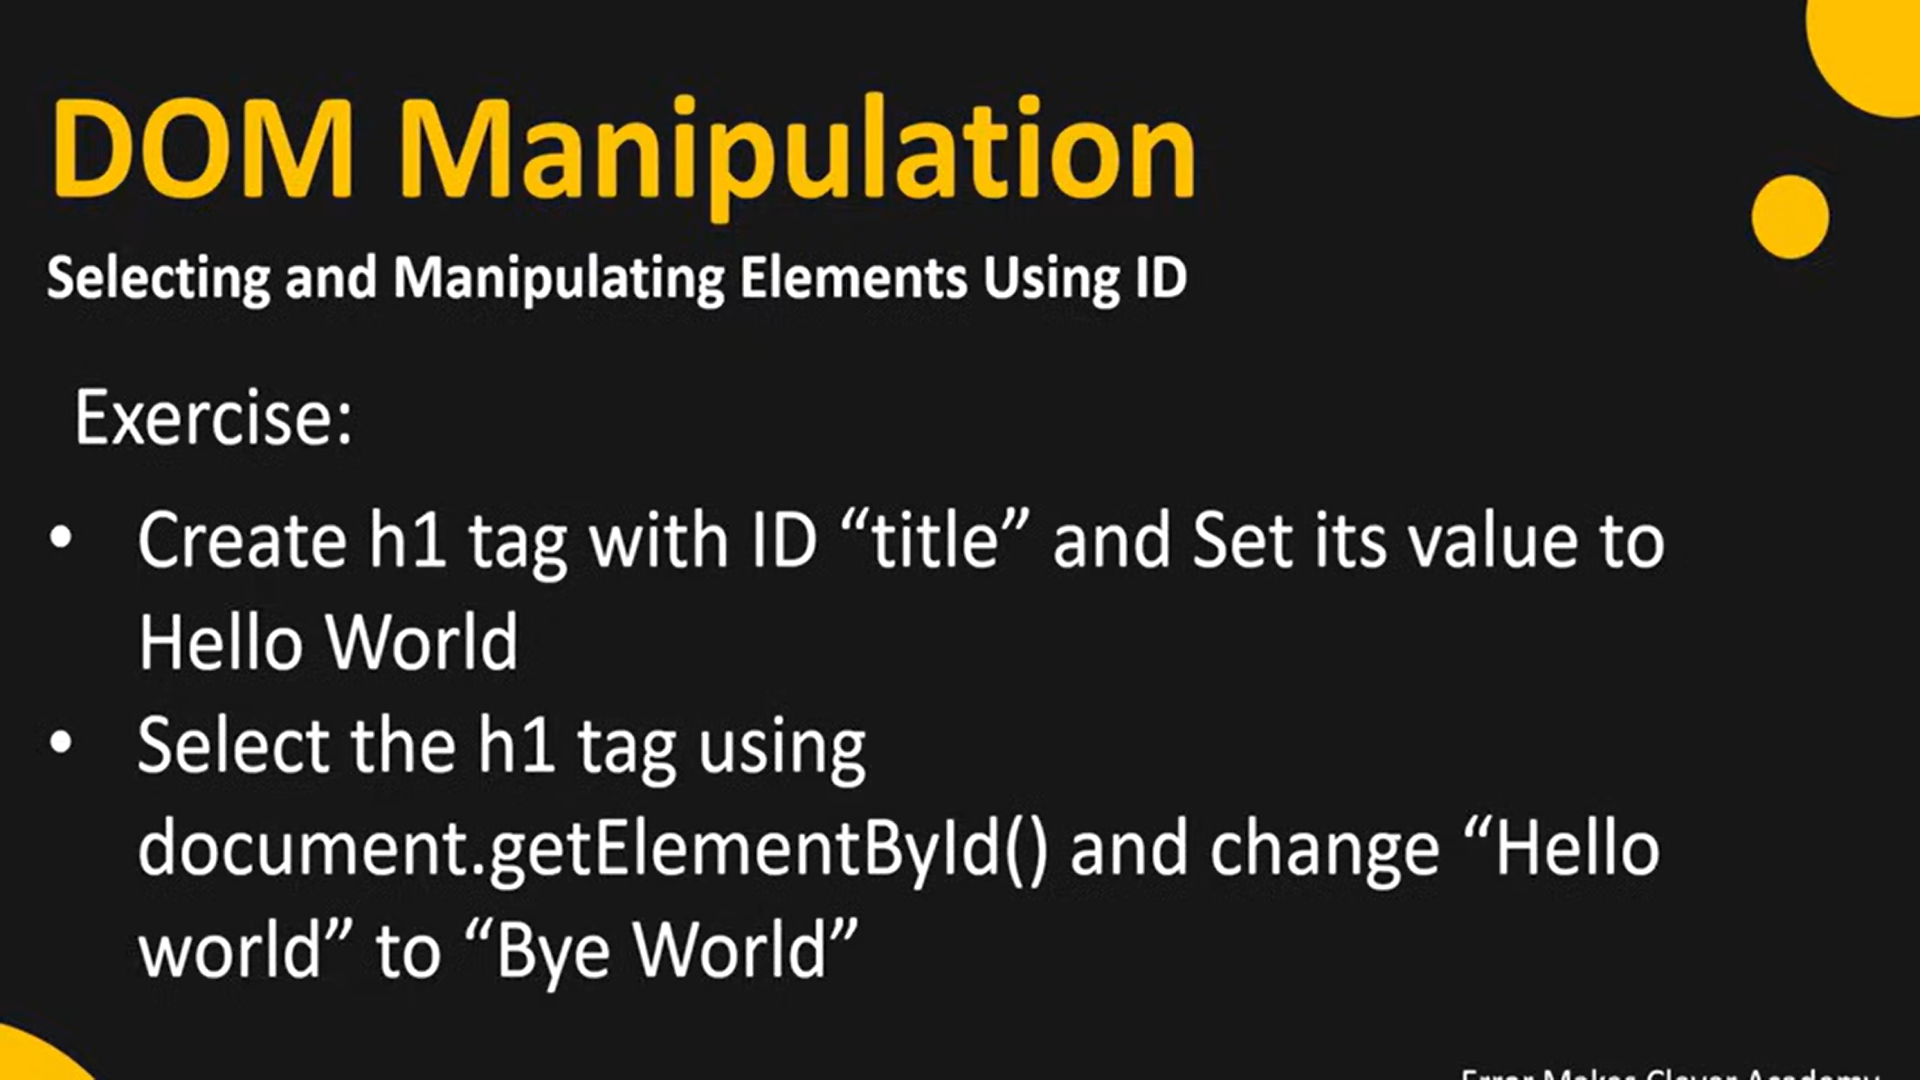 DOM Manipulation
Selecting and Manipulating Elements Using ID
Exercise:
• Create h1 tag with ID “title” and Set its value to
Hello World
• Select the h1 tag using
document.getElementById() and change “Hello
world” to “Bye World”
Error Makes Clever Academy